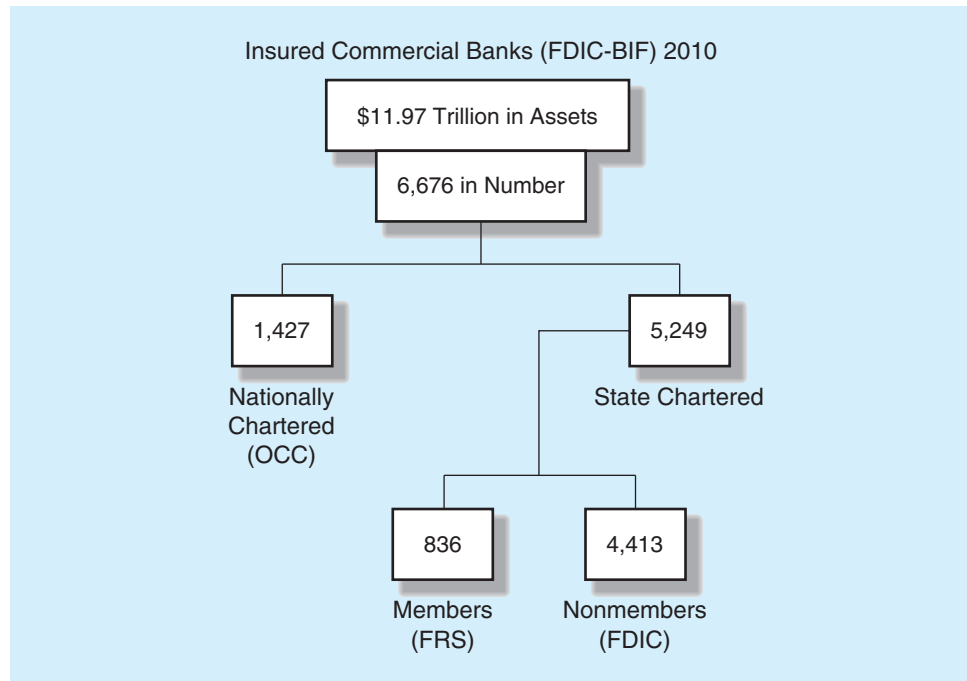 Insured Commercial Banks (FDIC-BIF) 2010
$11.97 Trillion in Assets
6,676 in Number
1,427
5,249
Nationally
Chartered
(OCC)
State Chartered
836
4,413
Members
(FRS)
Nonmembers
(FDIC)